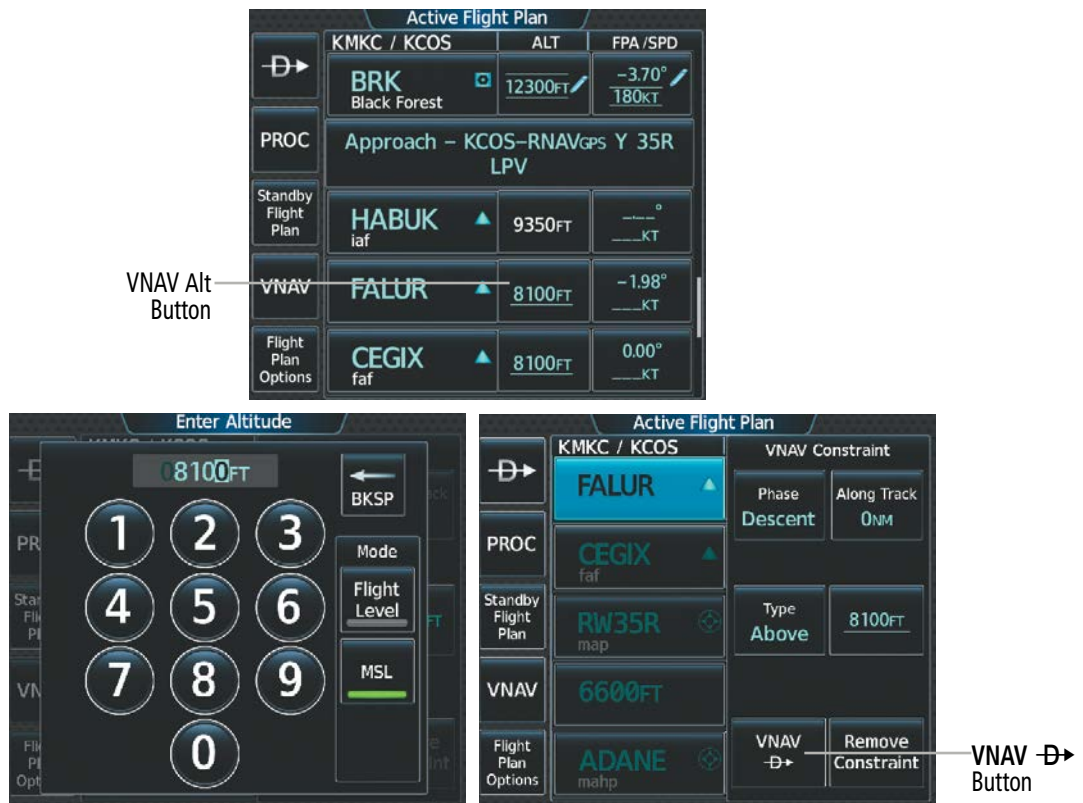 Active Flight Plan
KMKC / KCOS ALT FPA/SPD
BRK 12300FT −3.70°
Black Forest 180KT
PROC
Approach – KCOS–RNAVGPS Y 35R
LPV
Standby
Flight
Plan
HABUK 9350FT __.__°
iaf ___KT
VNAV Alt
Button
VNAV
FALUR 8100FT −1.98°
___KT
Flight
Plan
Options
CEGIX 8100FT 0.00°
faf ___KT
Enter Altitude
08100FT
BKSP
1 2 3
Mode
Flight
Level
4 5 6
MSL
7 8 9
0
Active Flight Plan
KMKC / KCOS VNAV Constraint
D
FALUR
Phase
Descent
Along Track
0NM
PROC
CEGIX
faf
Standby
Flight
Plan
RW35R
map
Type
Above
8100FT
VNAV
6600FT
Flight
Plan
Options
ADANE
mahp
VNAV
D
Remove
Constraint
VNAV D
Button